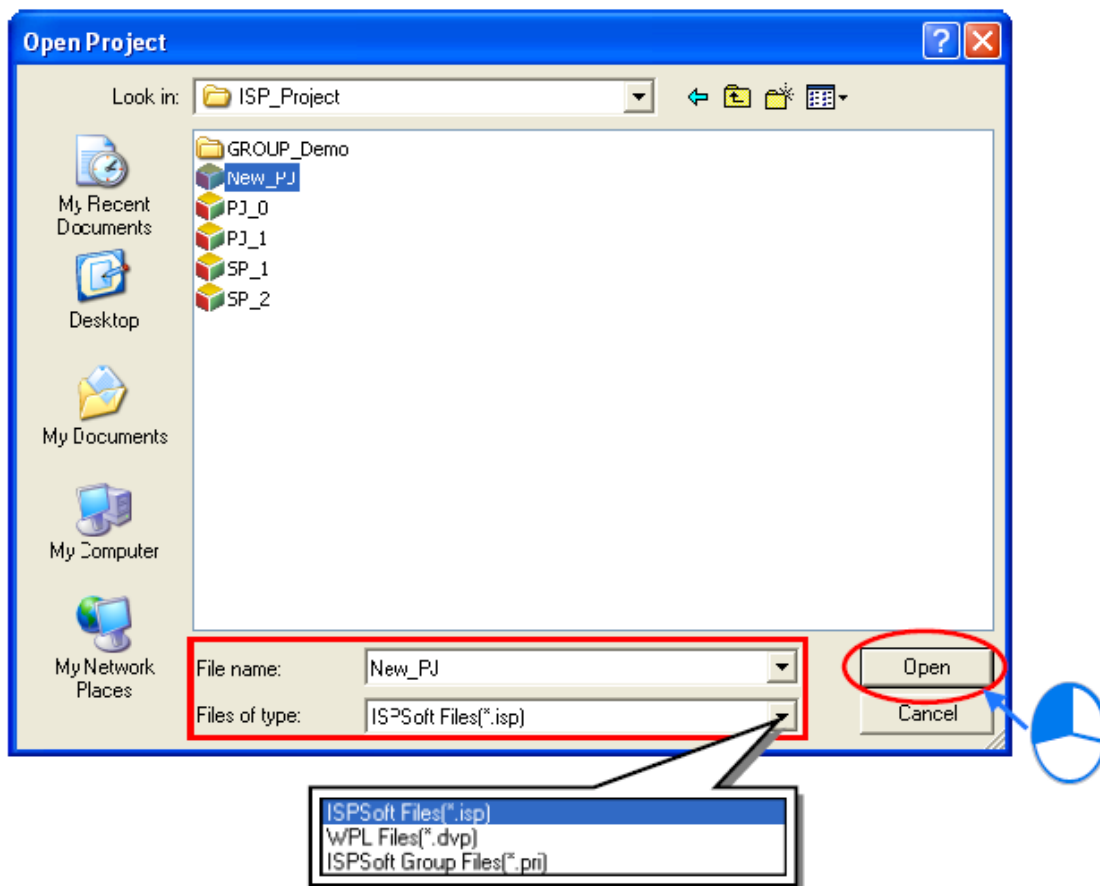 Open Project
Look in: ISP_Project
GROUP_Demo
New_PJ
PJ_0
PJ_1
SP_1
SP_2
My Recent
Documents
Desktop
My Documents
My Computer
My Network
Places
File name: New_PJ Open
Files of type: ISPSoft Files(*.isp) Cancel
ISPSoft Files(*.isp)
WPL Files(*.dvp)
ISPSoft Group Files(*.pri)